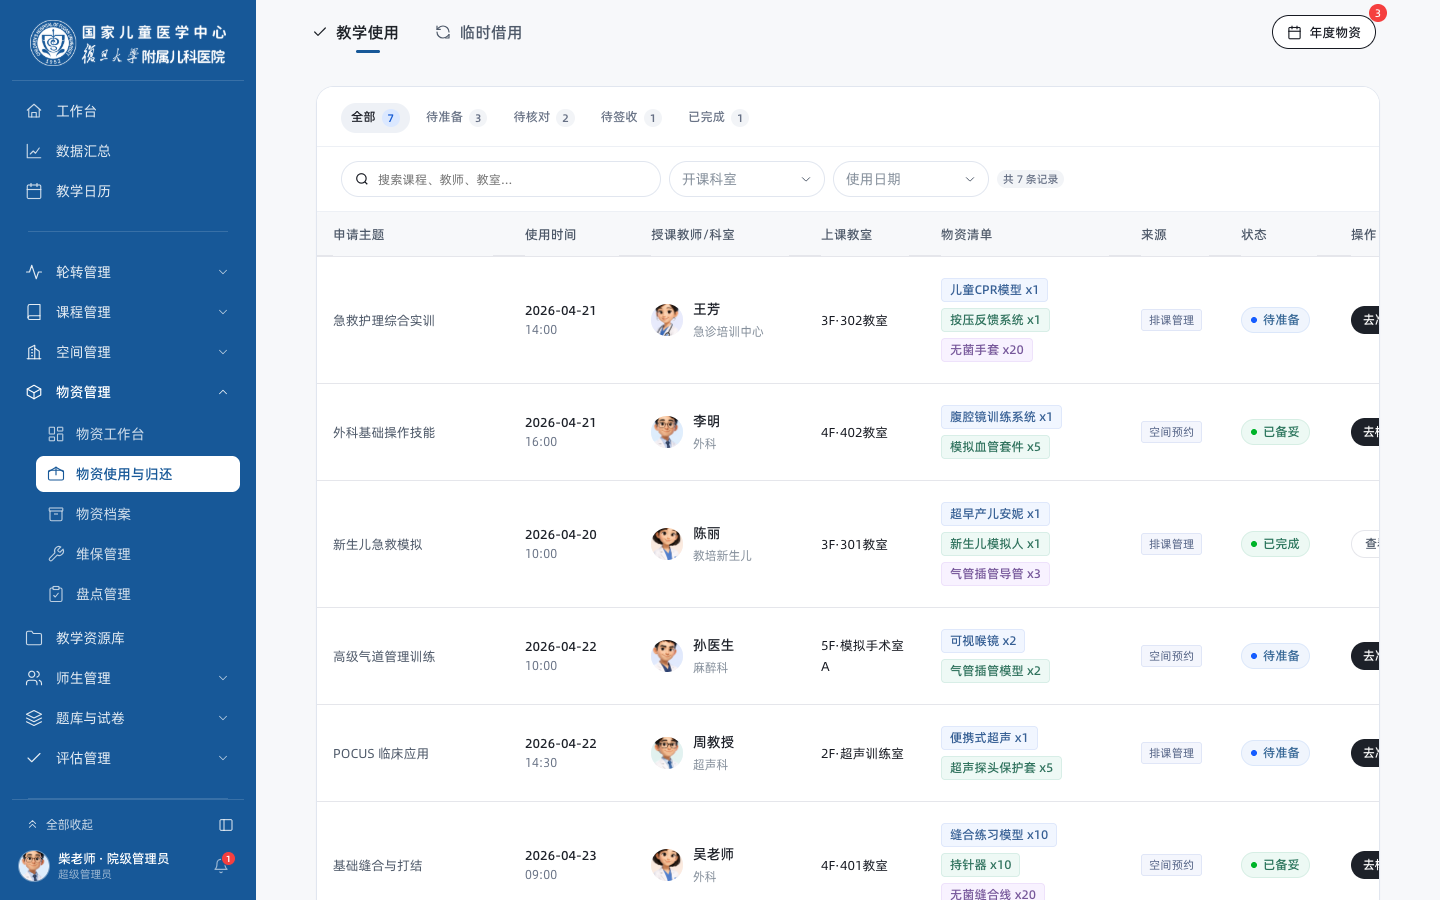 国家儿童医学中心
復旦大学附属儿科医院
工作台
数据汇总
教学日历
轮转管理
课程管理
空间管理
物资管理
物资工作台
物资使用与归还
物资档案
维保管理
盘点管理
教学资源库
师生管理
题库与试卷
评估管理
全部收起
柴老师 · 院级管理员
超级管理员
1
教学使用
临时借用
年度物资
3
全部 7
待准备 3
待核对 2
待签收 1
已完成 1
搜索课程、教师、教室...
开课科室
使用日期
共 7 条记录
申请主题 使用时间 授课教师/科室 上课教室 物资清单 来源 状态 操作
急救护理综合实训
2026-04-21
14:00
王芳
急诊培训中心
3F·302教室
儿童CPR模型 x1
按压反馈系统 x1
无菌手套 x20
排课管理
待准备
去
外科基础操作技能
2026-04-21
16:00
李明
外科
4F·402教室
腹腔镜训练系统 x1
模拟血管套件 x5
空间预约
已备妥
去
新生儿急救模拟
2026-04-20
10:00
陈丽
教培新生儿
3F·301教室
超早产儿安妮 x1
新生儿模拟人 x1
气管插管导管 x3
排课管理
已完成
查
高级气道管理训练
2026-04-22
10:00
孙医生
麻醉科
5F·模拟手术室
A
可视喉镜 x2
气管插管模型 x2
空间预约
待准备
去
POCUS 临床应用
2026-04-22
14:30
周教授
超声科
2F·超声训练室
便携式超声 x1
超声探头保护套 x5
排课管理
待准备
去
基础缝合与打结
2026-04-23
09:00
吴老师
外科
4F·401教室
缝合练习模型 x10
持针器 x10
无菌缝合线 x20
空间预约
已备妥
去